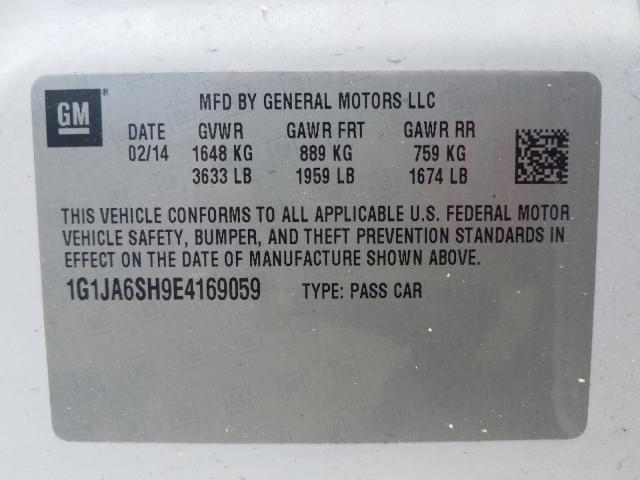 GM ®
MFD BY GENERAL MOTORS LLC
DATE GVWR GAWR FRT GAWR RR
02/14 1648 KG 889 KG 759 KG
3633 LB 1959 LB 1674 LB
THIS VEHICLE CONFORMS TO ALL APPLICABLE U.S. FEDERAL MOTOR
VEHICLE SAFETY, BUMPER, AND THEFT PREVENTION STANDARDS IN
EFFECT ON THE DATE OF MANUFACTURE SHOWN ABOVE.
1G1JA6SH9E4169059 TYPE: PASS CAR